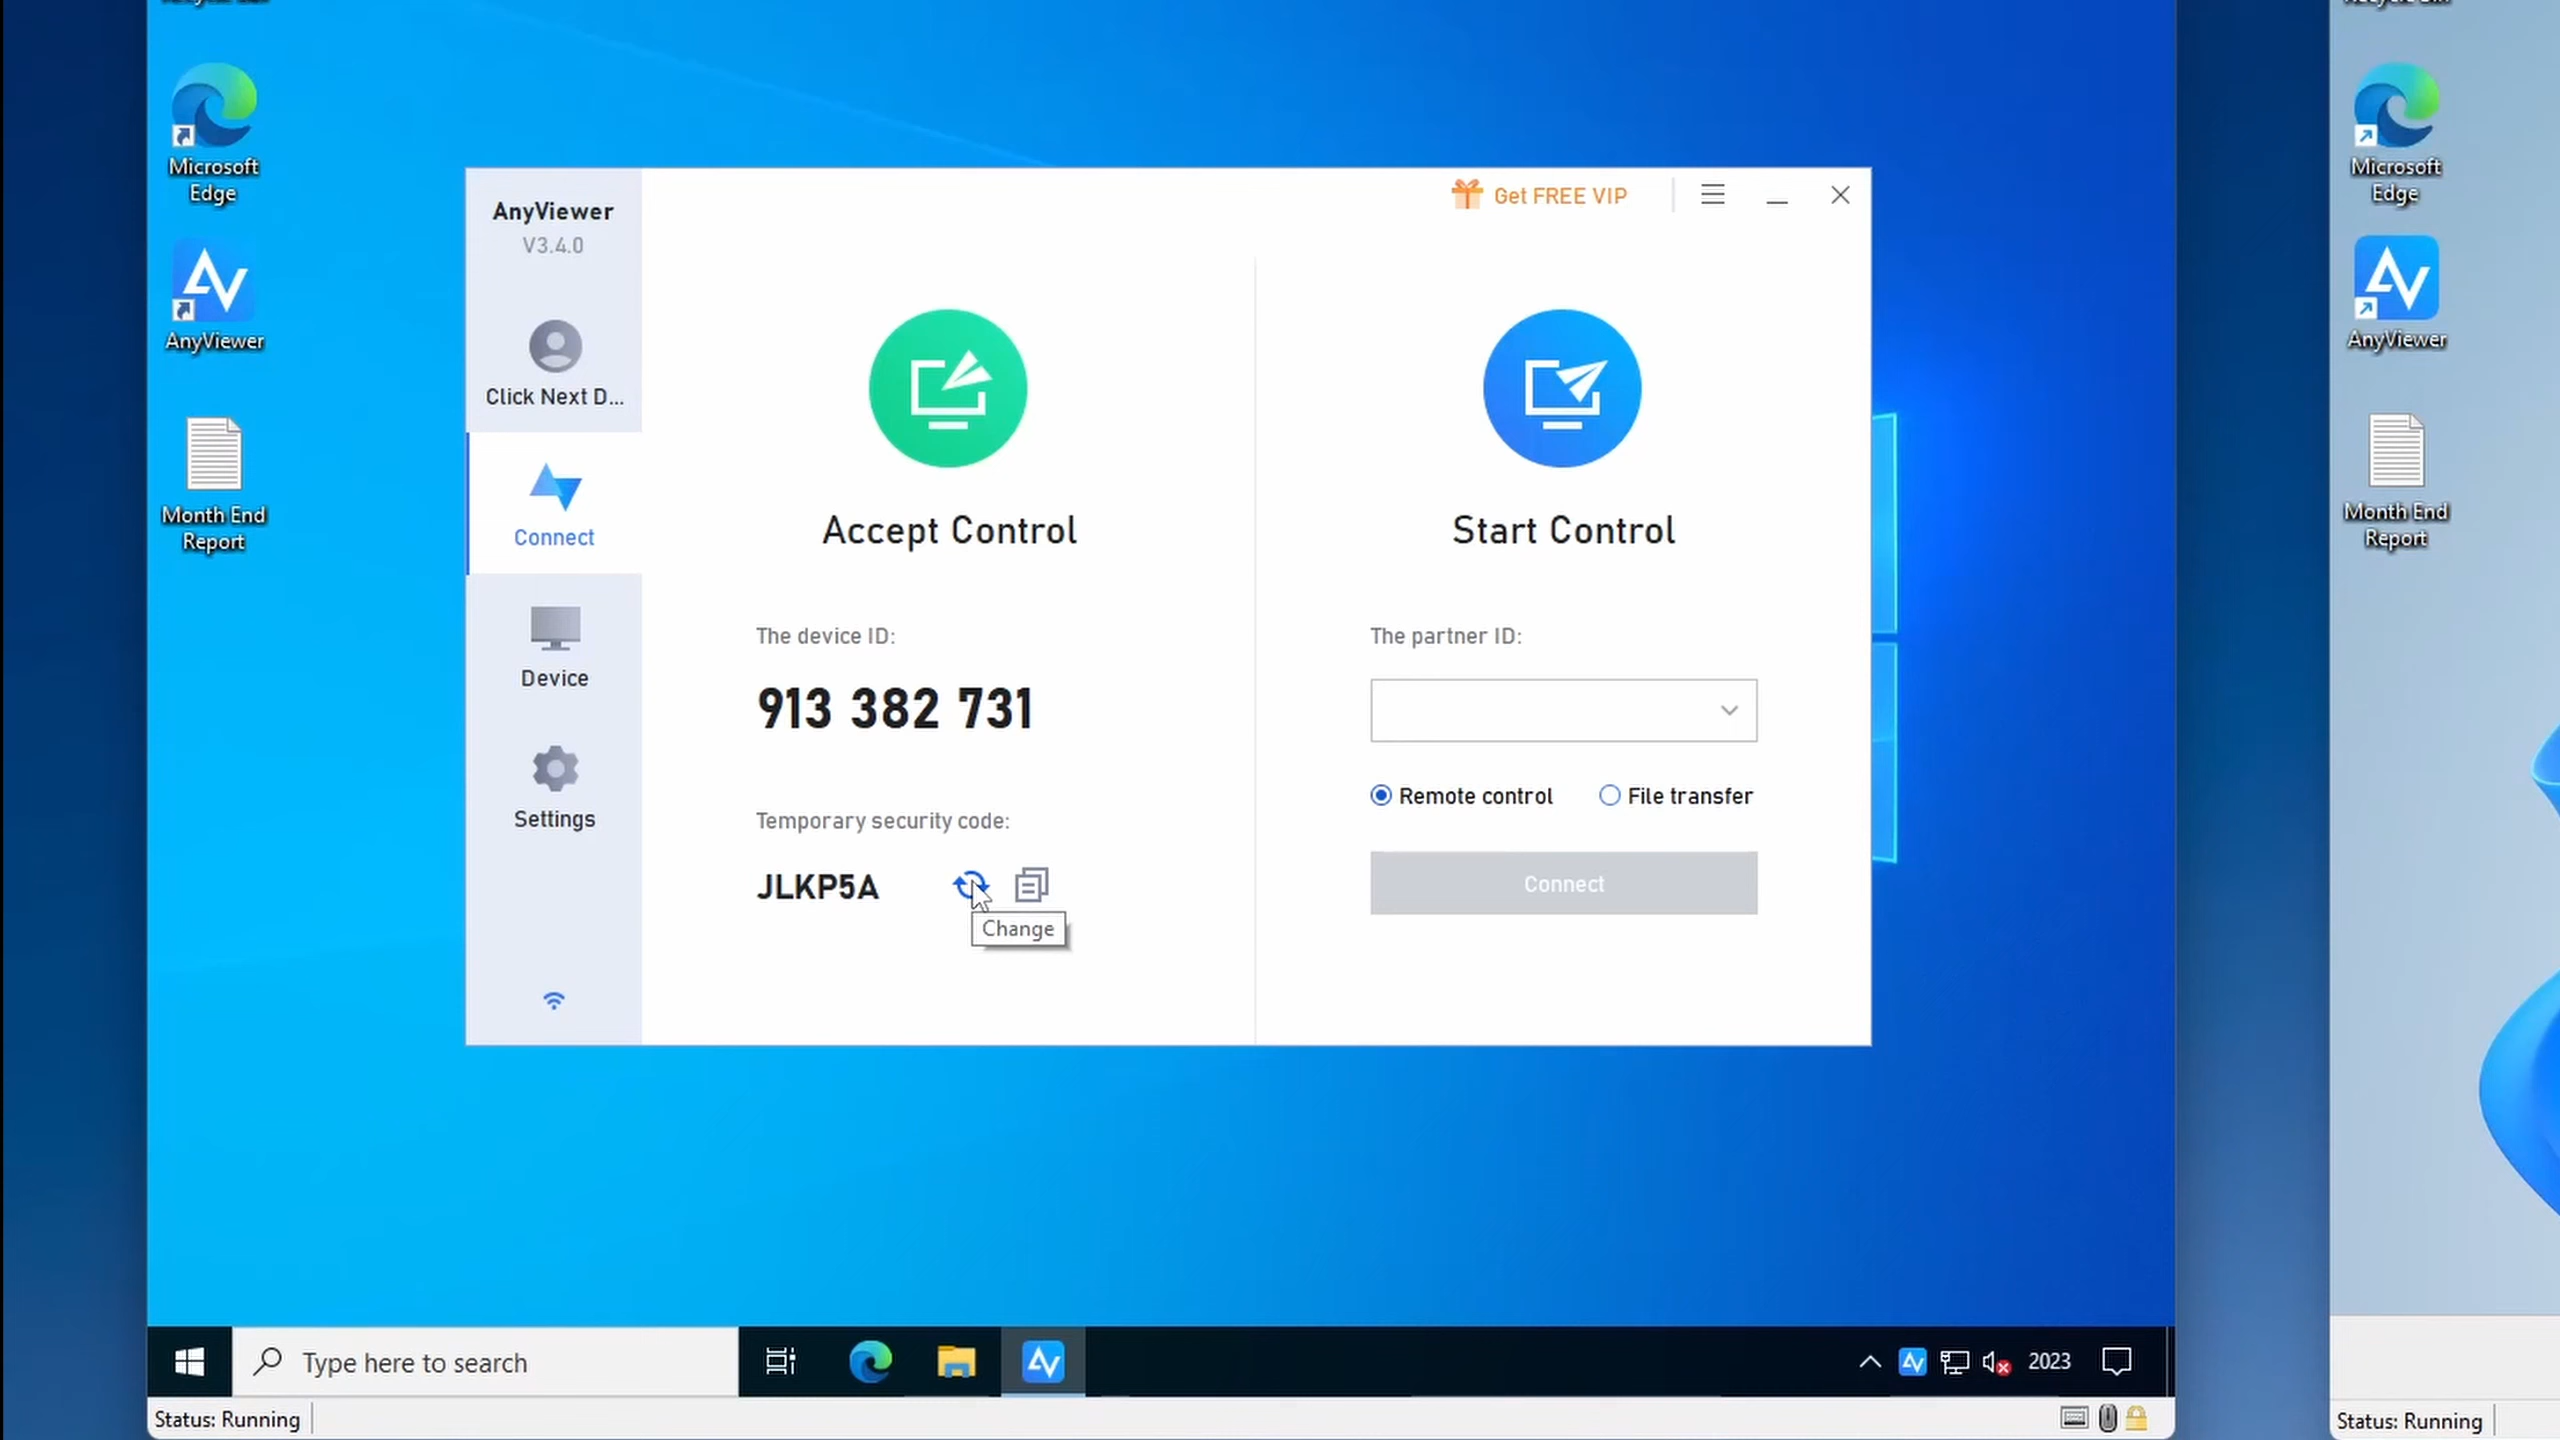 Microsoft
Edge
AnyViewer
Month End
Report
AnyViewer
V3.4.0
Click Next D...
Connect
Device
Settings
Get FREE VIP
Accept Control
The device ID:
913 382 731
Temporary security code:
JLKP5A
Change
Start Control
The partner ID:
Remote control
File transfer
Connect
Type here to search
2023
Status: Running
Microsoft
Edge
AnyViewer
Month End
Report
Status: Running